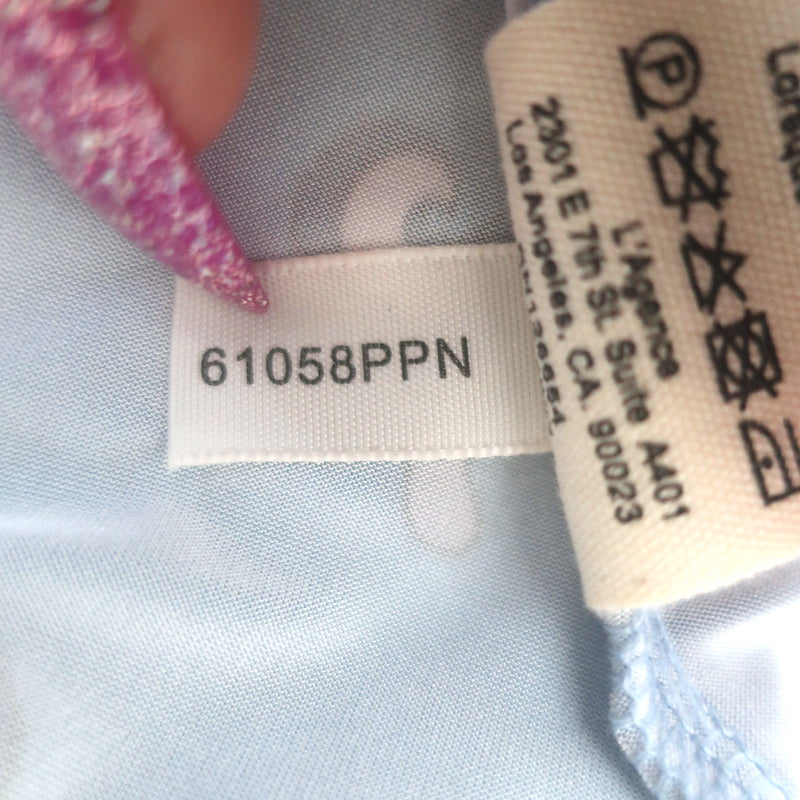 61058PPN
L'Agence
2301 E 7th St. Suite A401
Los Angeles, CA. 90023
P